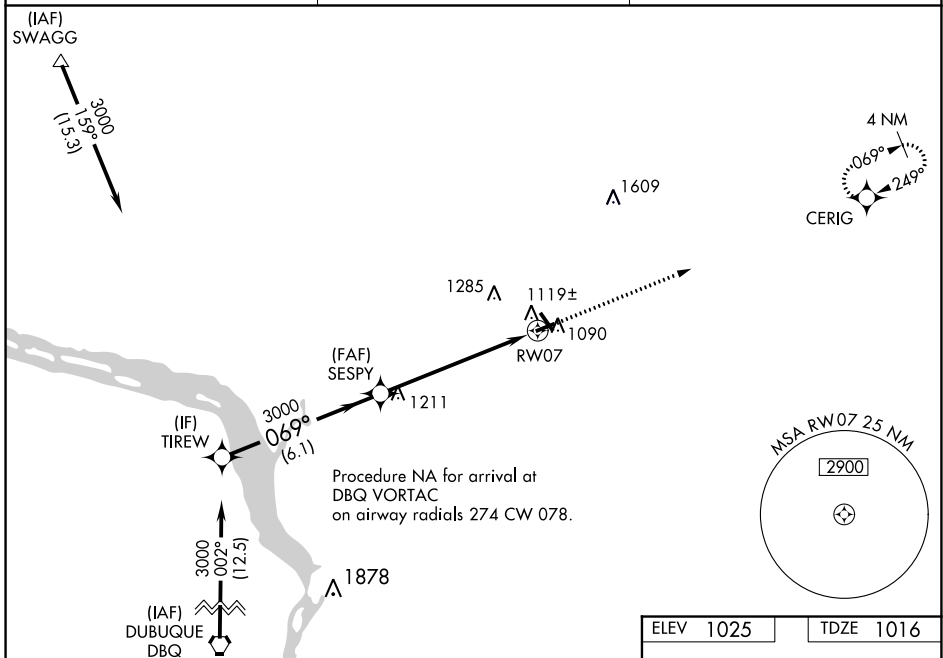 (IAF)
SWAGG
3000
159°
(15.3)
4 NM
069°
249°
CERIG
1609
1285
1119±
1090
RW07
(FAF)
SESPY
1211
(IF)
TIREW
3000
069°
(6.1)
MSA RW07 25 NM
2900
Procedure NA for arrival at
DBQ VORTAC
on airway radials 274 CW 078.
3000
002°
(12.5)
1878
(IAF)
DUBUQUE
DBQ
ELEV 1025
TDZE 1016